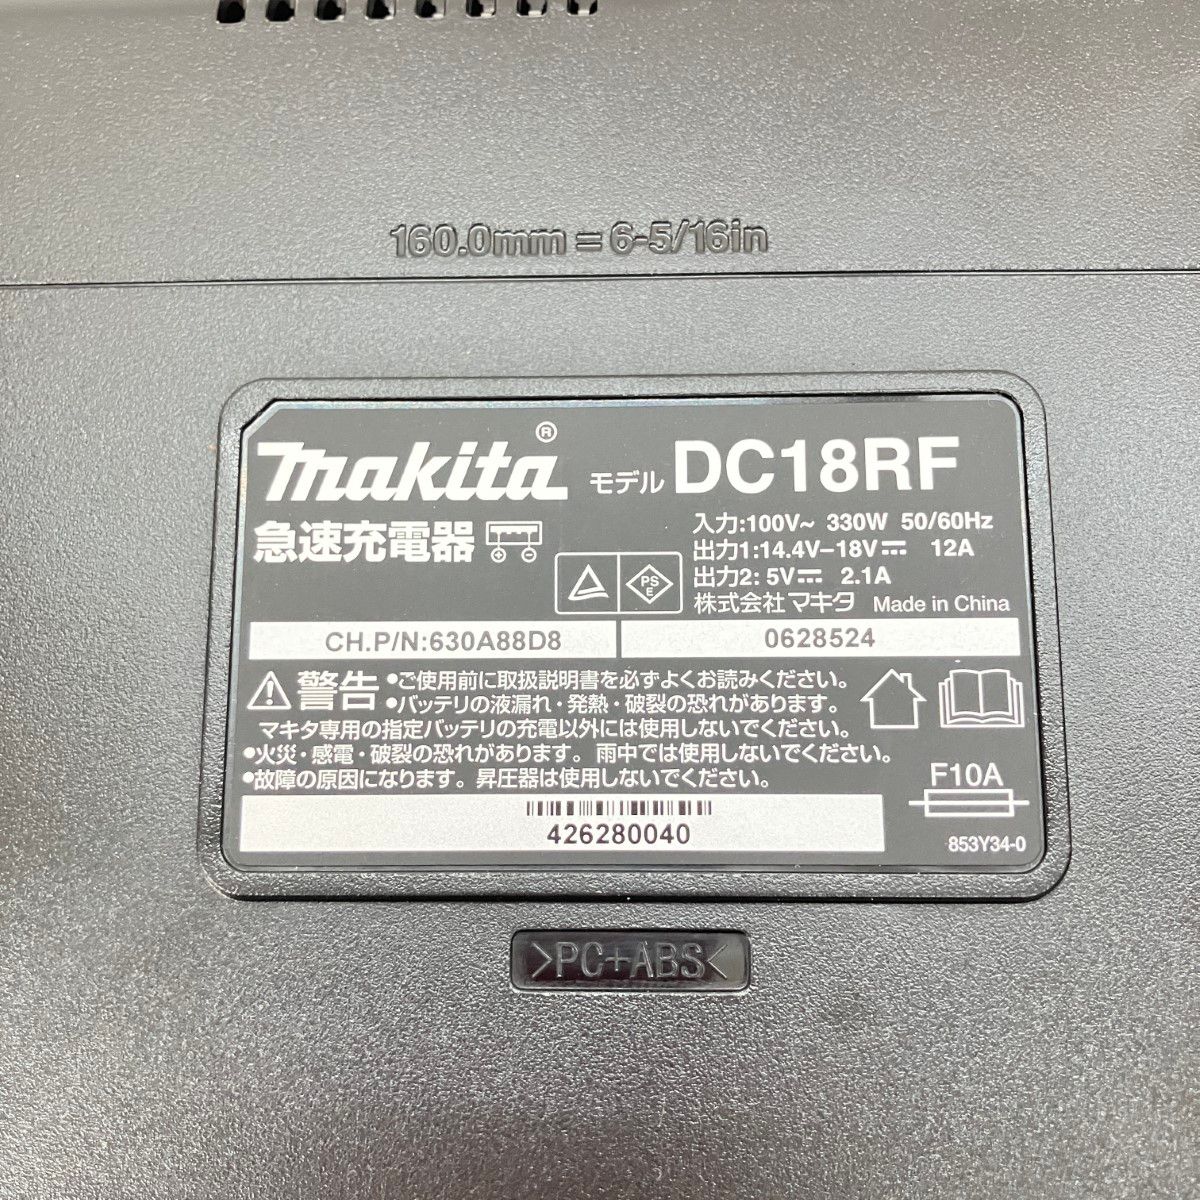 160.0mm = 6-5/16in
makita®
モデル DC18RF
急速充電器
入力:100V~ 330W 50/60Hz
出力1:14.4V-18V⎓ 12A
出力2: 5V⎓ 2.1A
PS
E
株式会社マキタ Made in China
CH.P/N:630A88D8
0628524
警告
•ご使用前に取扱説明書を必ずよくお読みください。
•バッテリの液漏れ・発熱・破裂の恐れがあります。
マキタ専用の指定バッテリの充電以外には使用しないでください。
•火災・感電・破裂の恐れがあります。雨中では使用しないでください。
•故障の原因になります。昇圧器は使用しないでください。
F10A
426280040
853Y34-0
>PC+ABS<